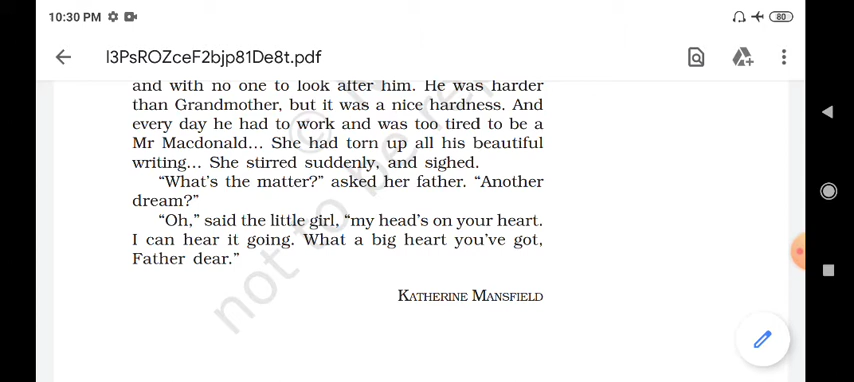 10:30 PM
80
l3PsROZceF2bjp81De8t.pdf
and with no one to look after him. He was harder
than Grandmother, but it was a nice hardness. And
every day he had to work and was too tired to be a
Mr Macdonald... She had torn up all his beautiful
writing... She stirred suddenly, and sighed.
“What’s the matter?” asked her father. “Another
dream?”
“Oh,” said the little girl, “my head’s on your heart.
I can hear it going. What a big heart you’ve got,
Father dear.”
KATHERINE MANSFIELD
©
not to be re